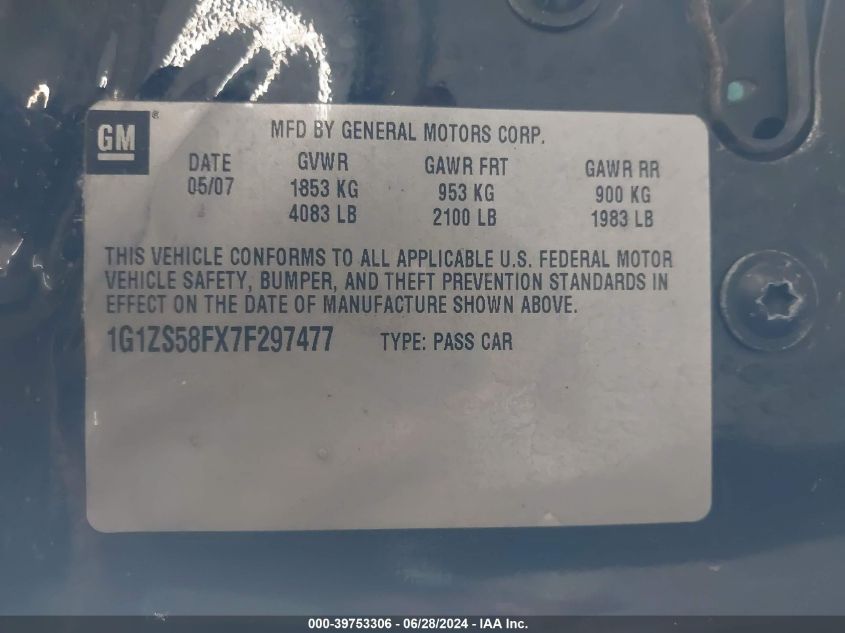 GM ®
MFD BY GENERAL MOTORS CORP.
DATE GVWR GAWR FRT GAWR RR
05/07 1853 KG 953 KG 900 KG
4083 LB 2100 LB 1983 LB
THIS VEHICLE CONFORMS TO ALL APPLICABLE U.S. FEDERAL MOTOR
VEHICLE SAFETY, BUMPER, AND THEFT PREVENTION STANDARDS IN
EFFECT ON THE DATE OF MANUFACTURE SHOWN ABOVE.
1G1ZS58FX7F297477 TYPE: PASS CAR
000-39753306 / 06/28/2024 / IAA Inc.